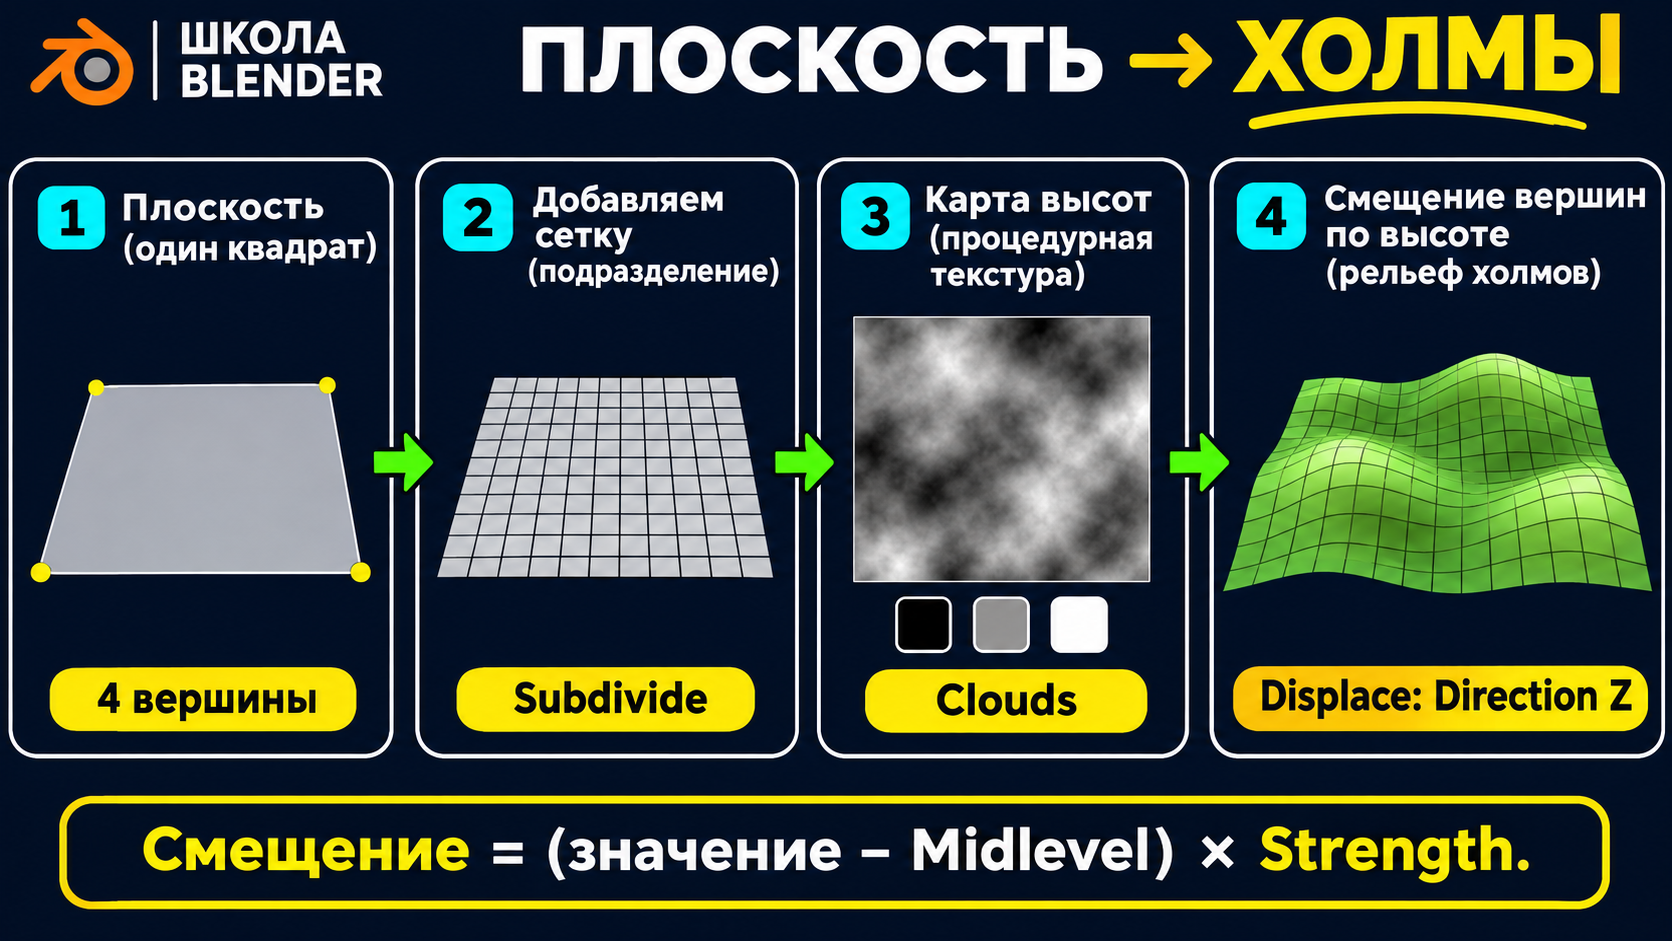 ШКОЛА
BLENDER
ПЛОСКОСТЬ → ХОЛМЫ
1
Плоскость
(один квадрат)
4 вершины
2
Добавляем
сетку
(подразделение)
Subdivide
3
Карта высот
(процедурная
текстура)
Clouds
4
Смещение вершин
по высоте
(рельеф холмов)
Displace: Direction Z
Смещение = (значение – Midlevel) × Strength.